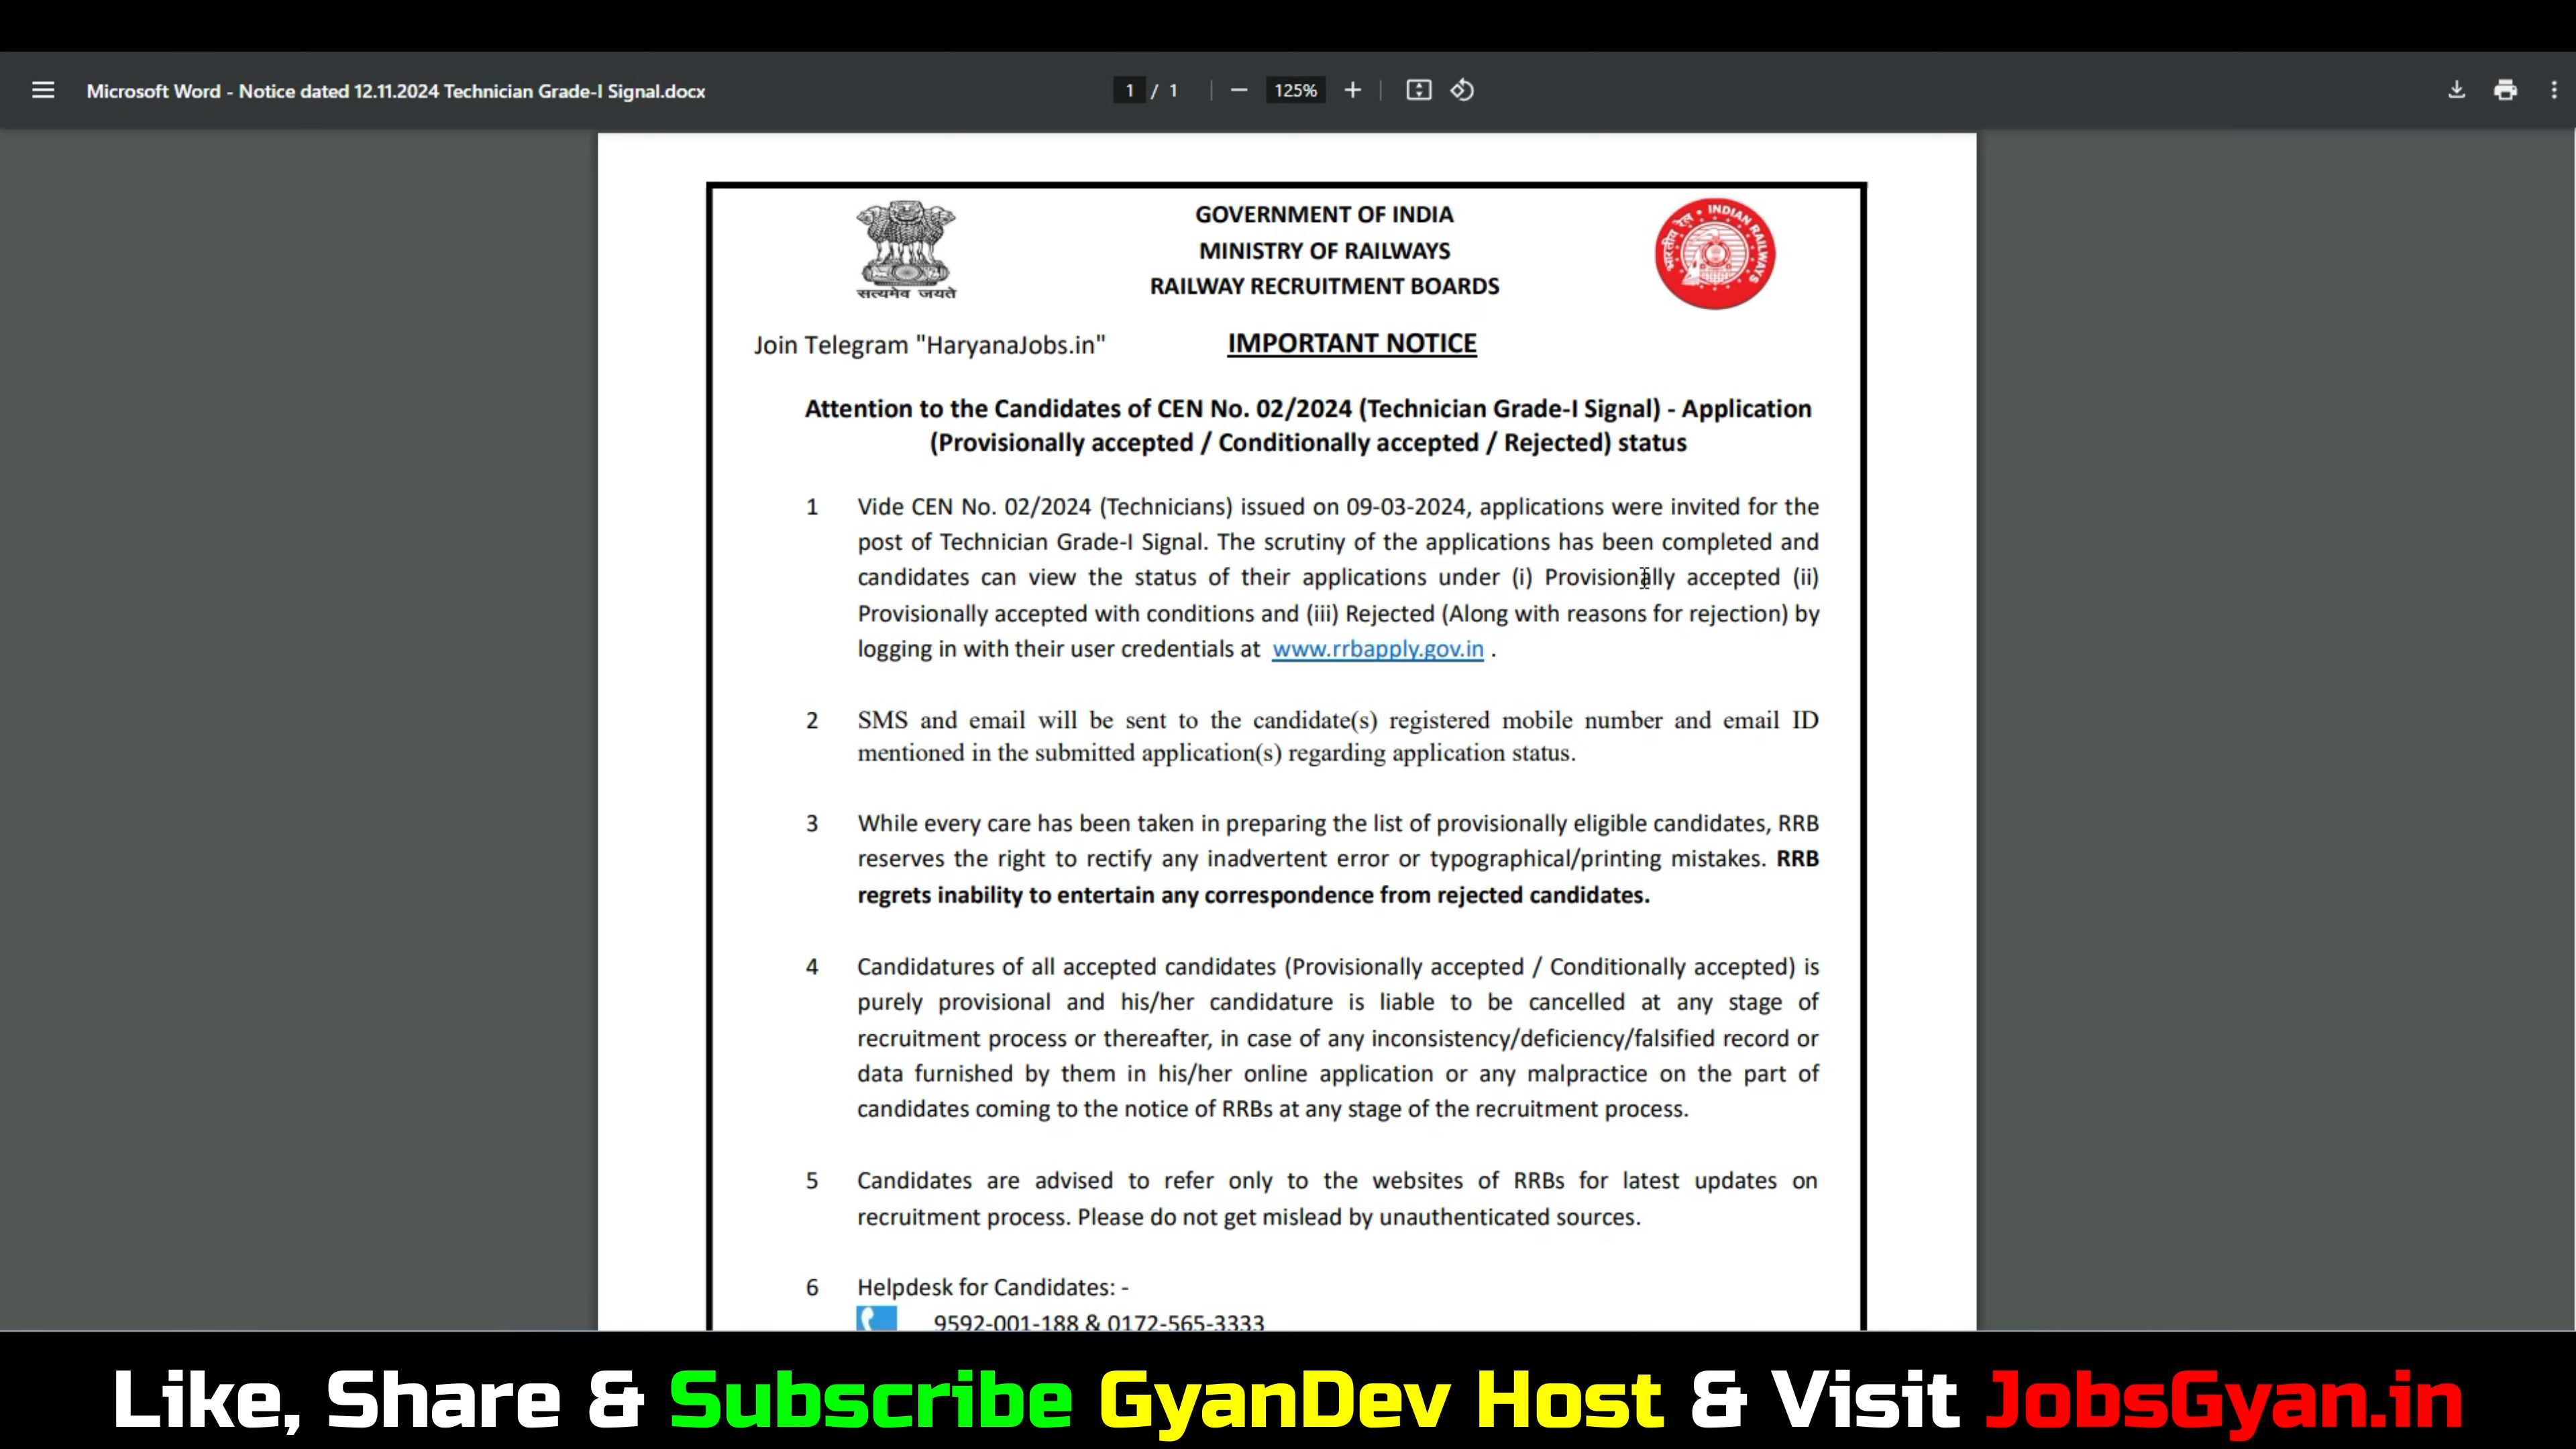 Microsoft Word - Notice dated 12.11.2024 Technician Grade-I Signal.docx
1 / 1
125%
GOVERNMENT OF INDIA
MINISTRY OF RAILWAYS
RAILWAY RECRUITMENT BOARDS
सत्यमेव जयते
भारतीय रेल • INDIAN RAILWAYS
Join Telegram "HaryanaJobs.in"
IMPORTANT NOTICE
Attention to the Candidates of CEN No. 02/2024 (Technician Grade-I Signal) - Application
(Provisionally accepted / Conditionally accepted / Rejected) status
1 Vide CEN No. 02/2024 (Technicians) issued on 09-03-2024, applications were invited for the
post of Technician Grade-I Signal. The scrutiny of the applications has been completed and
candidates can view the status of their applications under (i) Provisionally accepted (ii)
Provisionally accepted with conditions and (iii) Rejected (Along with reasons for rejection) by
logging in with their user credentials at www.rrbapply.gov.in .
2 SMS and email will be sent to the candidate(s) registered mobile number and email ID
mentioned in the submitted application(s) regarding application status.
3 While every care has been taken in preparing the list of provisionally eligible candidates, RRB
reserves the right to rectify any inadvertent error or typographical/printing mistakes. RRB
regrets inability to entertain any correspondence from rejected candidates.
4 Candidatures of all accepted candidates (Provisionally accepted / Conditionally accepted) is
purely provisional and his/her candidature is liable to be cancelled at any stage of
recruitment process or thereafter, in case of any inconsistency/deficiency/falsified record or
data furnished by them in his/her online application or any malpractice on the part of
candidates coming to the notice of RRBs at any stage of the recruitment process.
5 Candidates are advised to refer only to the websites of RRBs for latest updates on
recruitment process. Please do not get mislead by unauthenticated sources.
6 Helpdesk for Candidates: -
9592-001-188 & 0172-565-3333
Like, Share & Subscribe GyanDev Host & Visit JobsGyan.in